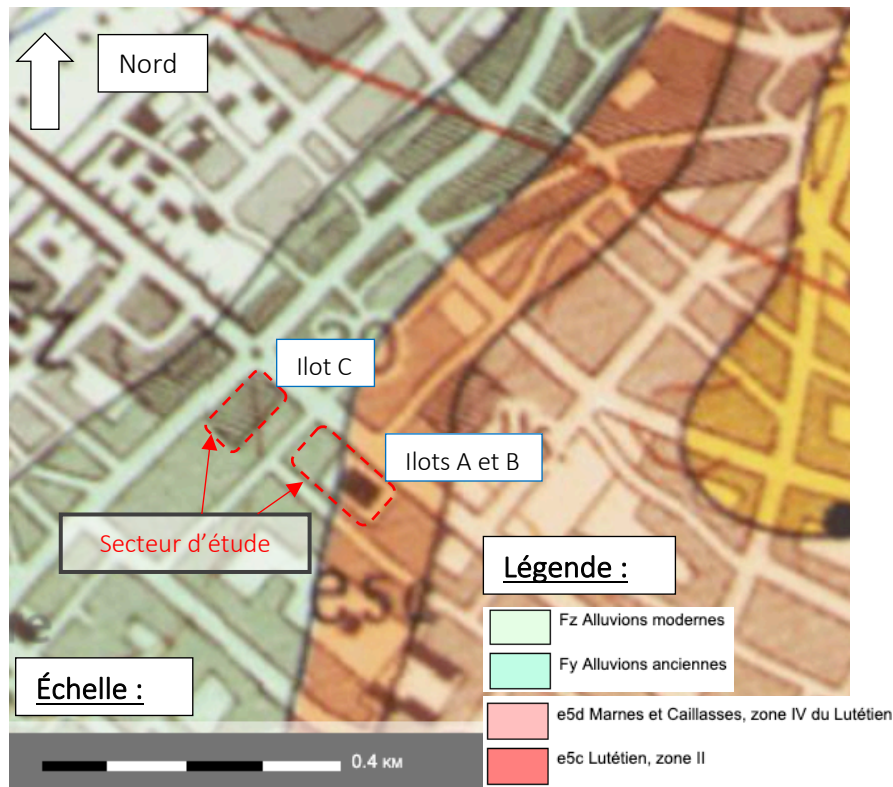 Nord
Ilot C
Ilots A et B
Secteur d'étude
e5c
Légende :
Fz Alluvions modernes
Fy Alluvions anciennes
e5d Marnes et Caillasses, zone IV du Lutétien
e5c Lutétien, zone II
Échelle :
0.4 КМ